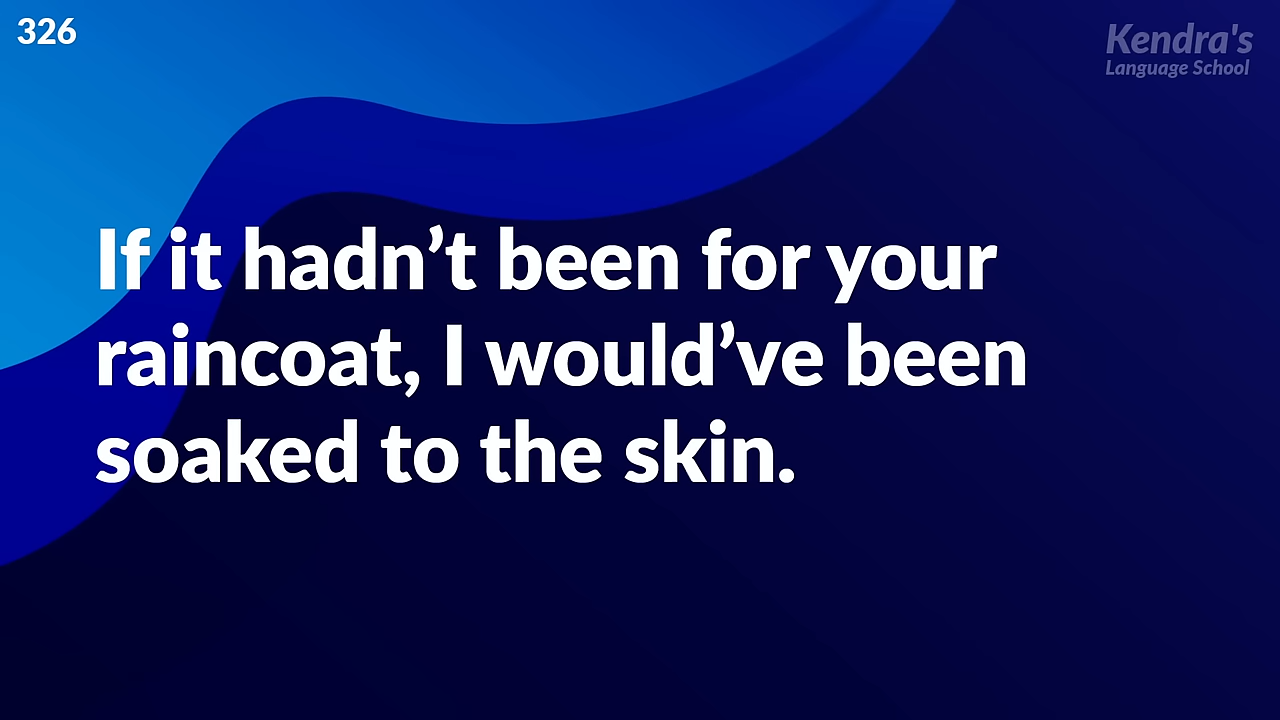 326
Kendra's
Language School
If it hadn’t been for your
raincoat, I would’ve been
soaked to the skin.